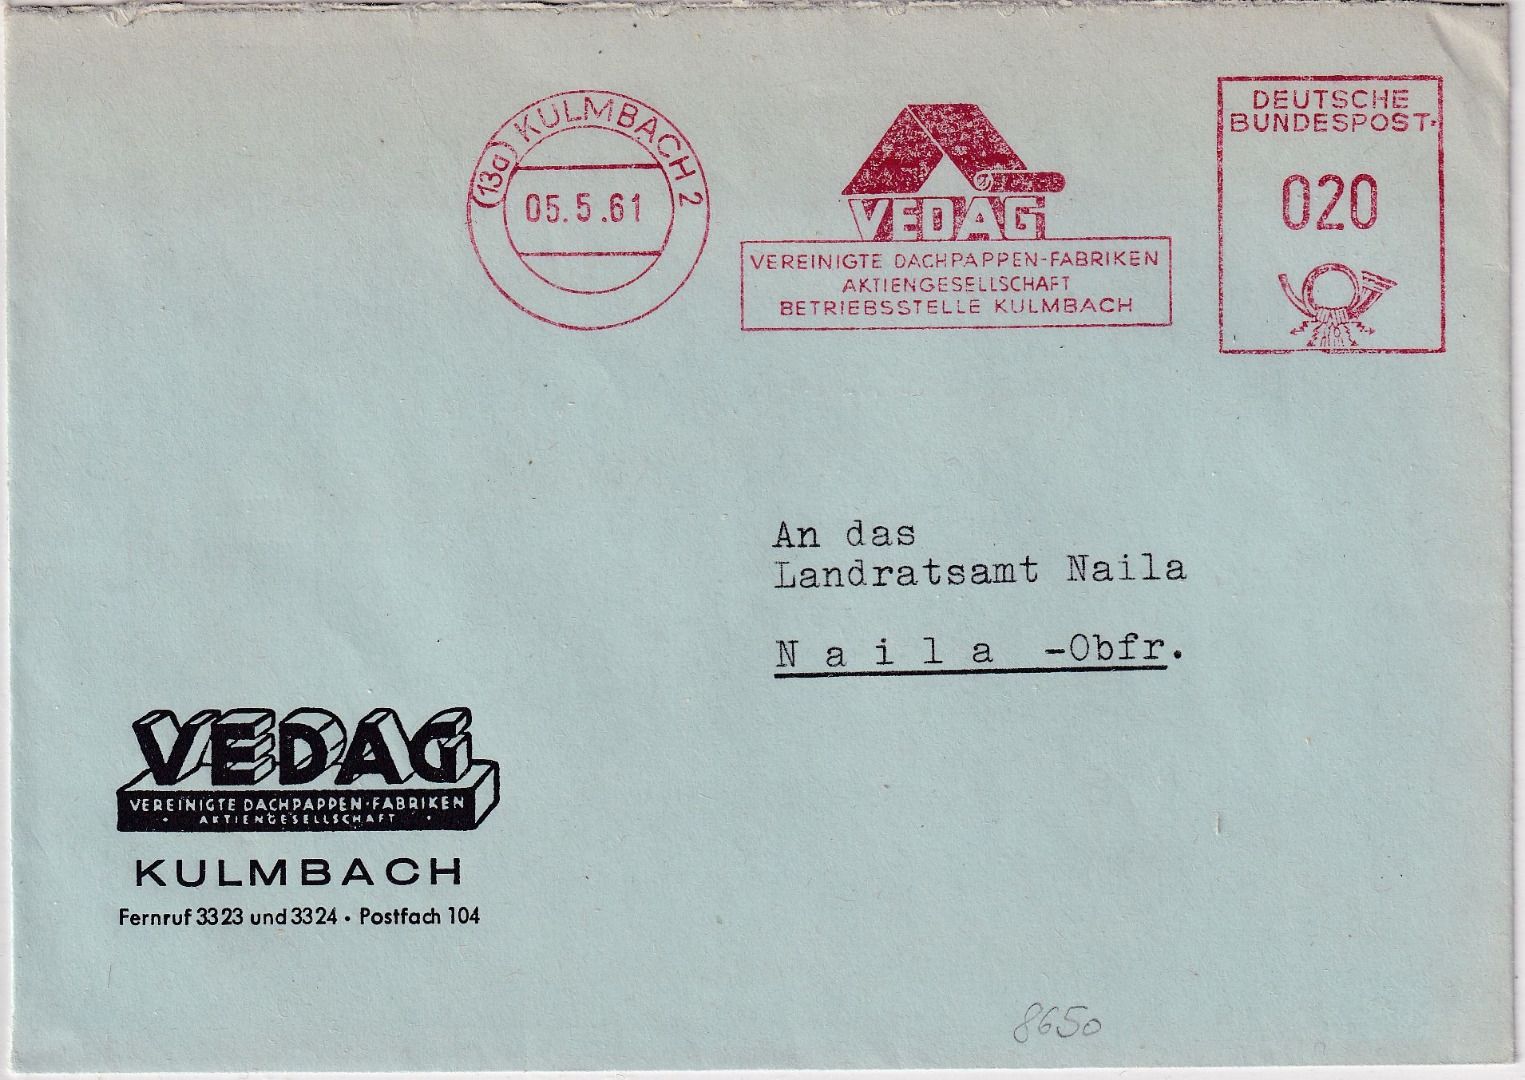 (13a) KULMBACH 2
05.5.61
VEDAG
VEREINIGTE DACHPAPPEN-FABRIKEN
AKTIENGESELLSCHAFT
BETRIEBSSTELLE KULMBACH
DEUTSCHE
BUNDESPOST
020
An das
Landratsamt Naila
N a i l a -Obfr.
VEDAG
VEREINIGTE DACHPAPPEN-FABRIKEN
· AKTIENGESELLSCHAFT ·
KULMBACH
Fernruf 3323 und 3324 · Postfach 104
8650